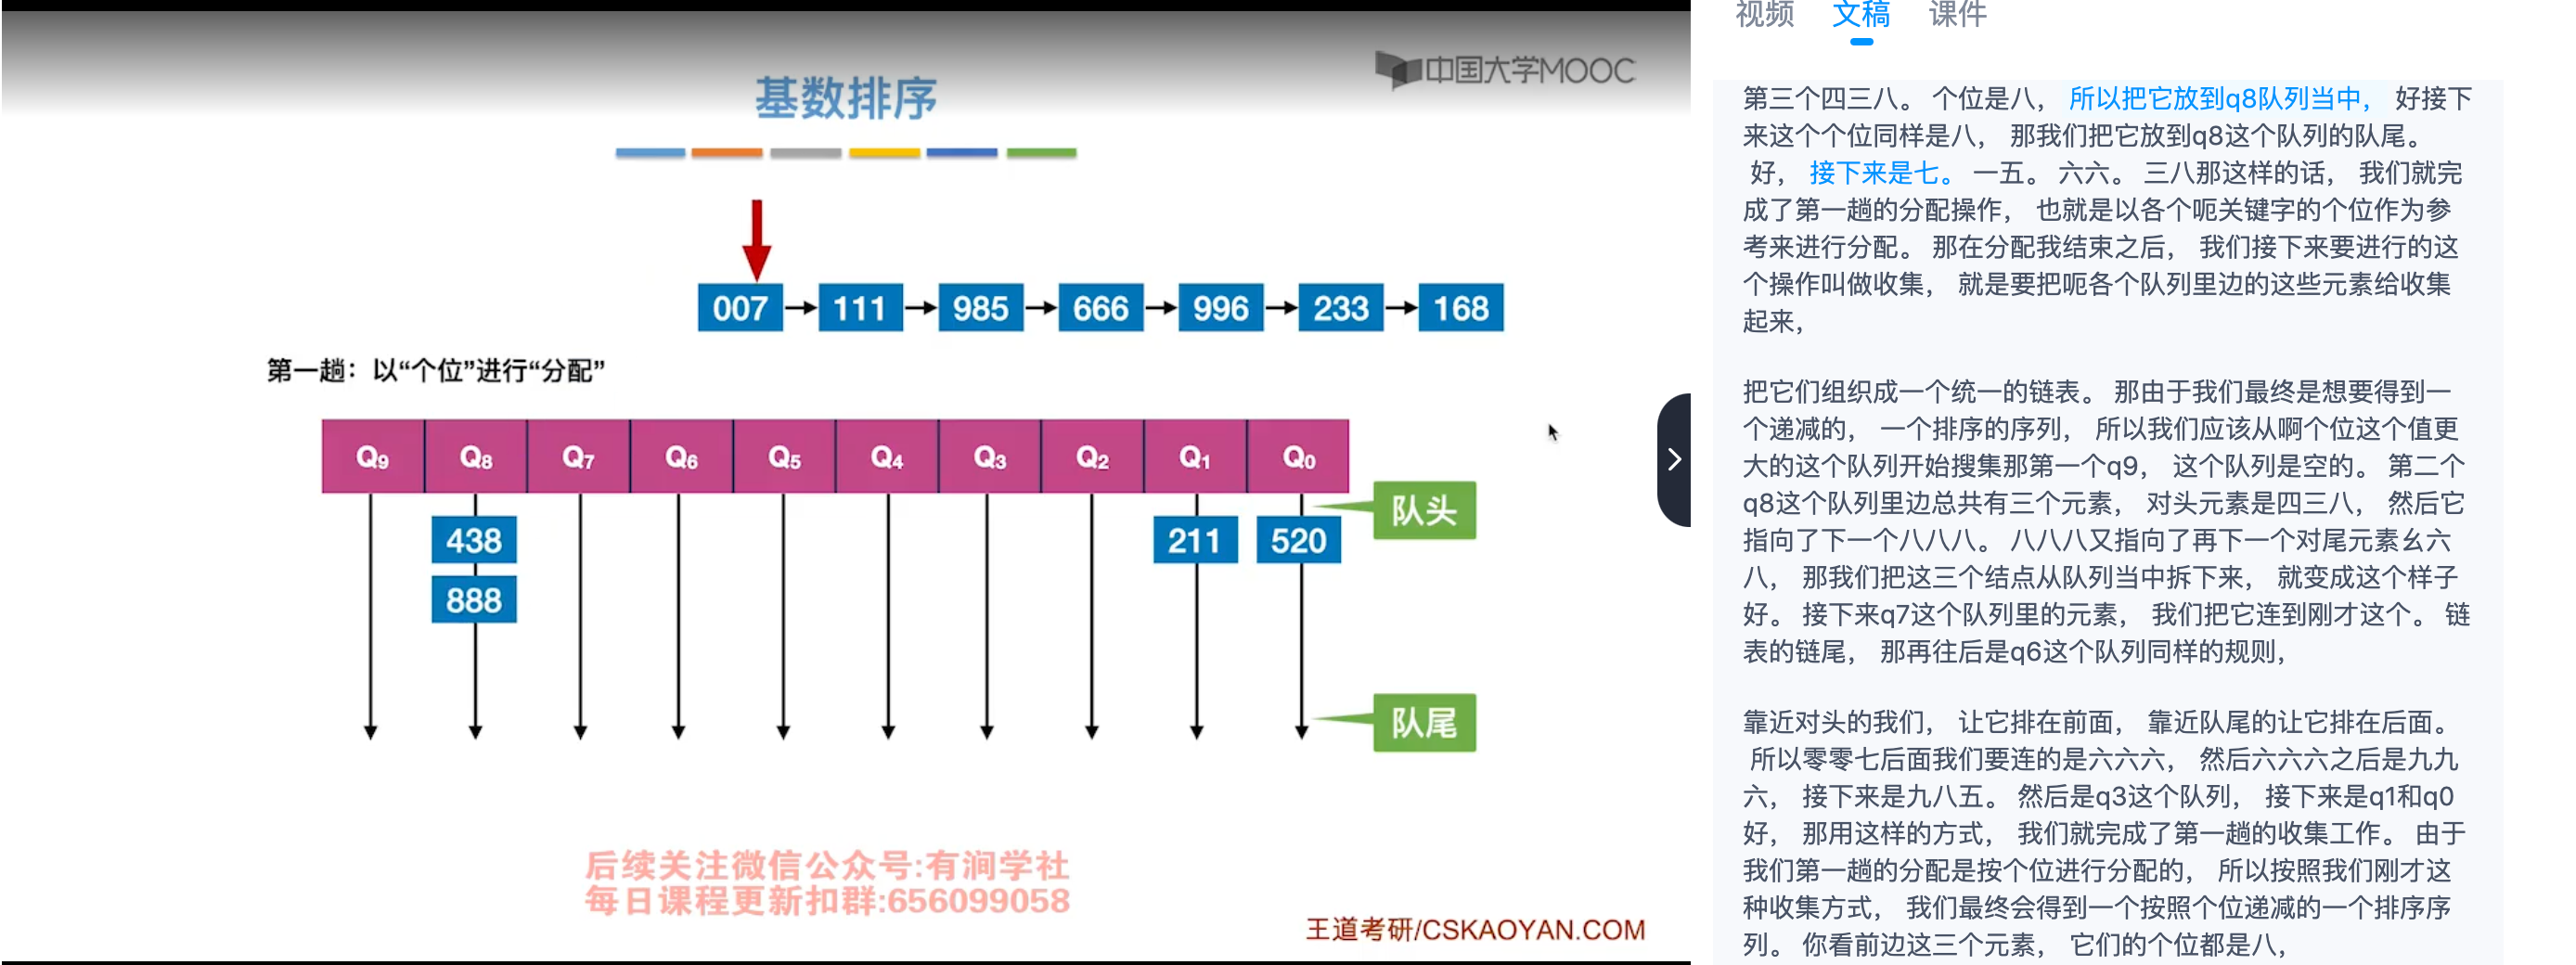 中国大学MOOC
基数排序
007 111 985 666 996 233 168
第一趟：以“个位”进行“分配”
Q9 Q8 Q7 Q6 Q5 Q4 Q3 Q2 Q1 Q0
队头
438 211 520
888
队尾
后续关注微信公众号:有涧学社
每日课程更新扣群:656099058
王道考研/CSKAOYAN.COM
视频 文稿 课件
第三个四三八。 个位是八， 所以把它放到q8队列当中， 好接下
来这个个位同样是八， 那我们把它放到q8这个队列的队尾。
好， 接下来是七。 一五。 六六。 三八那这样的话， 我们就完
成了第一趟的分配操作， 也就是以各个呃关键字的个位作为参
考来进行分配。 那在分配我结束之后， 我们接下来要进行的这
个操作叫做收集， 就是要把呃各个队列里边的这些元素给收集
起来，
把它们组织成一个统一的链表。 那由于我们最终是想要得到一
个递减的， 一个排序的序列， 所以我们应该从啊个位这个值更
大的这个队列开始搜集那第一个q9， 这个队列是空的。 第二个
q8这个队列里边总共有三个元素， 对头元素是四三八， 然后它
指向了下一个八八八。 八八八又指向了再下一个对尾元素幺六
八， 那我们把这三个结点从队列当中拆下来， 就变成这个样子
好。 接下来q7这个队列里的元素， 我们把它连到刚才这个。 链
表的链尾， 那再往后是q6这个队列同样的规则，
靠近对头的我们， 让它排在前面， 靠近队尾的让它排在后面。
所以零零七后面我们要连的是六六六， 然后六六六之后是九九
六， 接下来是九八五。 然后是q3这个队列， 接下来是q1和q0
好， 那用这样的方式， 我们就完成了第一趟的收集工作。 由于
我们第一趟的分配是按个位进行分配的， 所以按照我们刚才这
种收集方式， 我们最终会得到一个按照个位递减的一个排序序
列。 你看前边这三个元素， 它们的个位都是八，